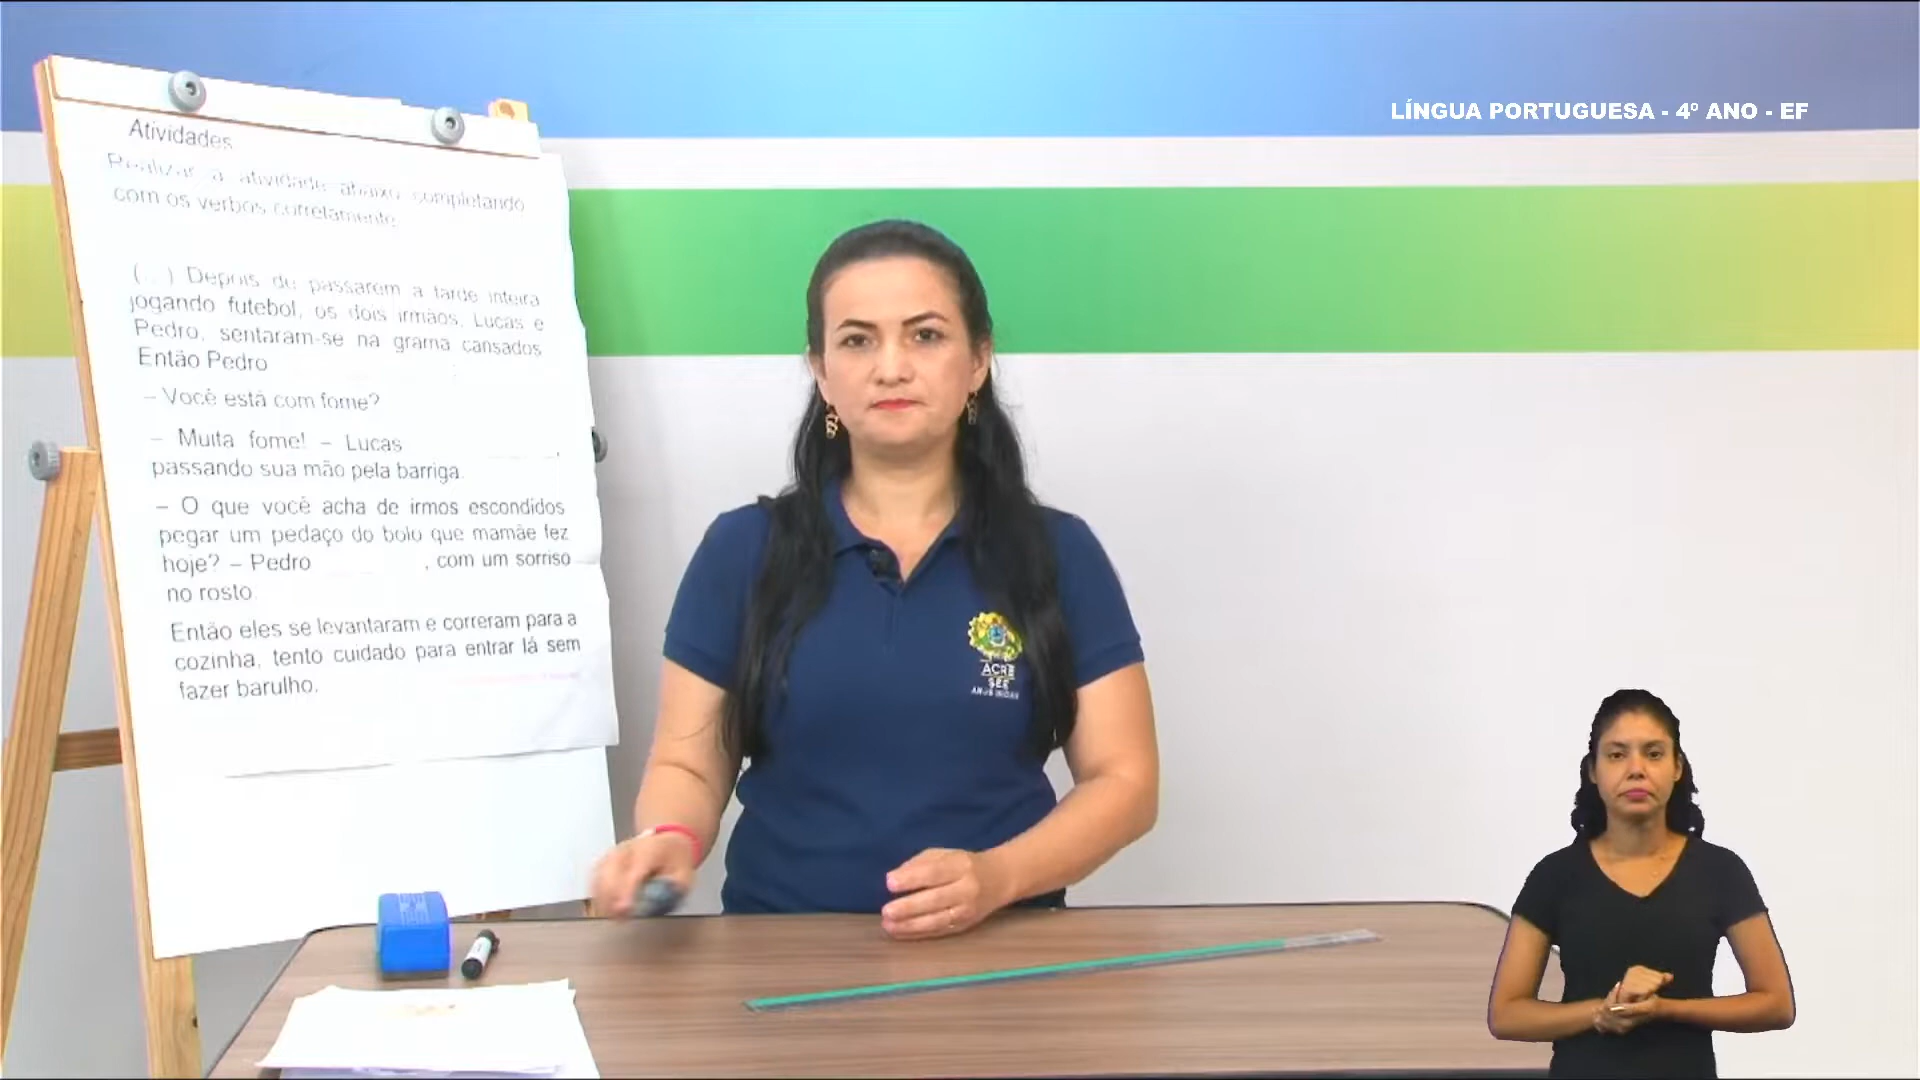 LÍNGUA PORTUGUESA - 4º ANO - EF
Atividades
Realizar a atividade abaixo completando
com os verbos corretamente.
(...) Depois de passarem a tarde inteira
jogando futebol, os dois irmãos, Lucas e
Pedro, sentaram-se na grama cansados
Então Pedro
– Você está com fome?
– Muita fome! – Lucas ,
passando sua mão pela barriga.
– O que você acha de irmos escondidos
pegar um pedaço do bolo que mamãe fez
hoje? – Pedro , com um sorriso
no rosto.
Então eles se levantaram e correram para a
cozinha, tento cuidado para entrar lá sem
fazer barulho.
ACRE
SEE